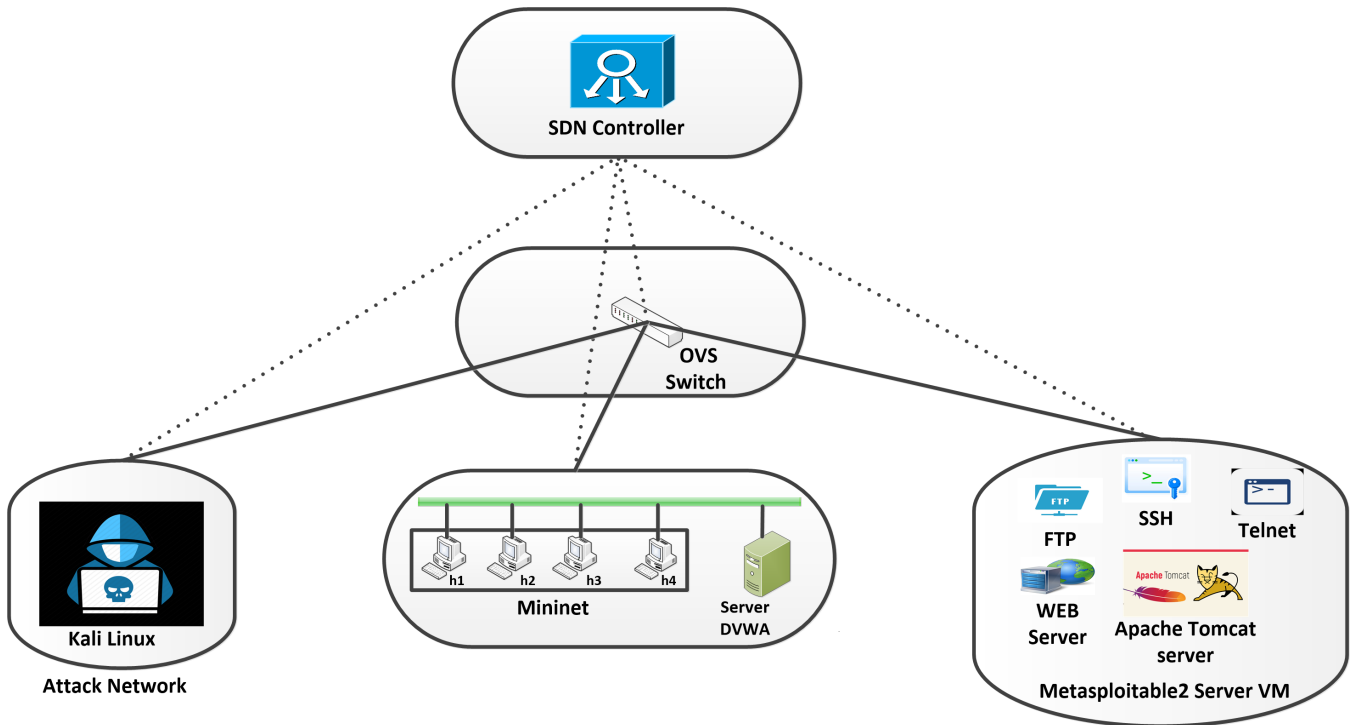 SDN Controller
OVS
Switch
Kali Linux
Attack Network
h1
h2
h3
h4
Mininet
Server
DVWA
FTP
FTP
>_
SSH
>-
Telnet
WEB
Server
Apache Tomcat
Apache Tomcat
server
Metasploitable2 Server VM